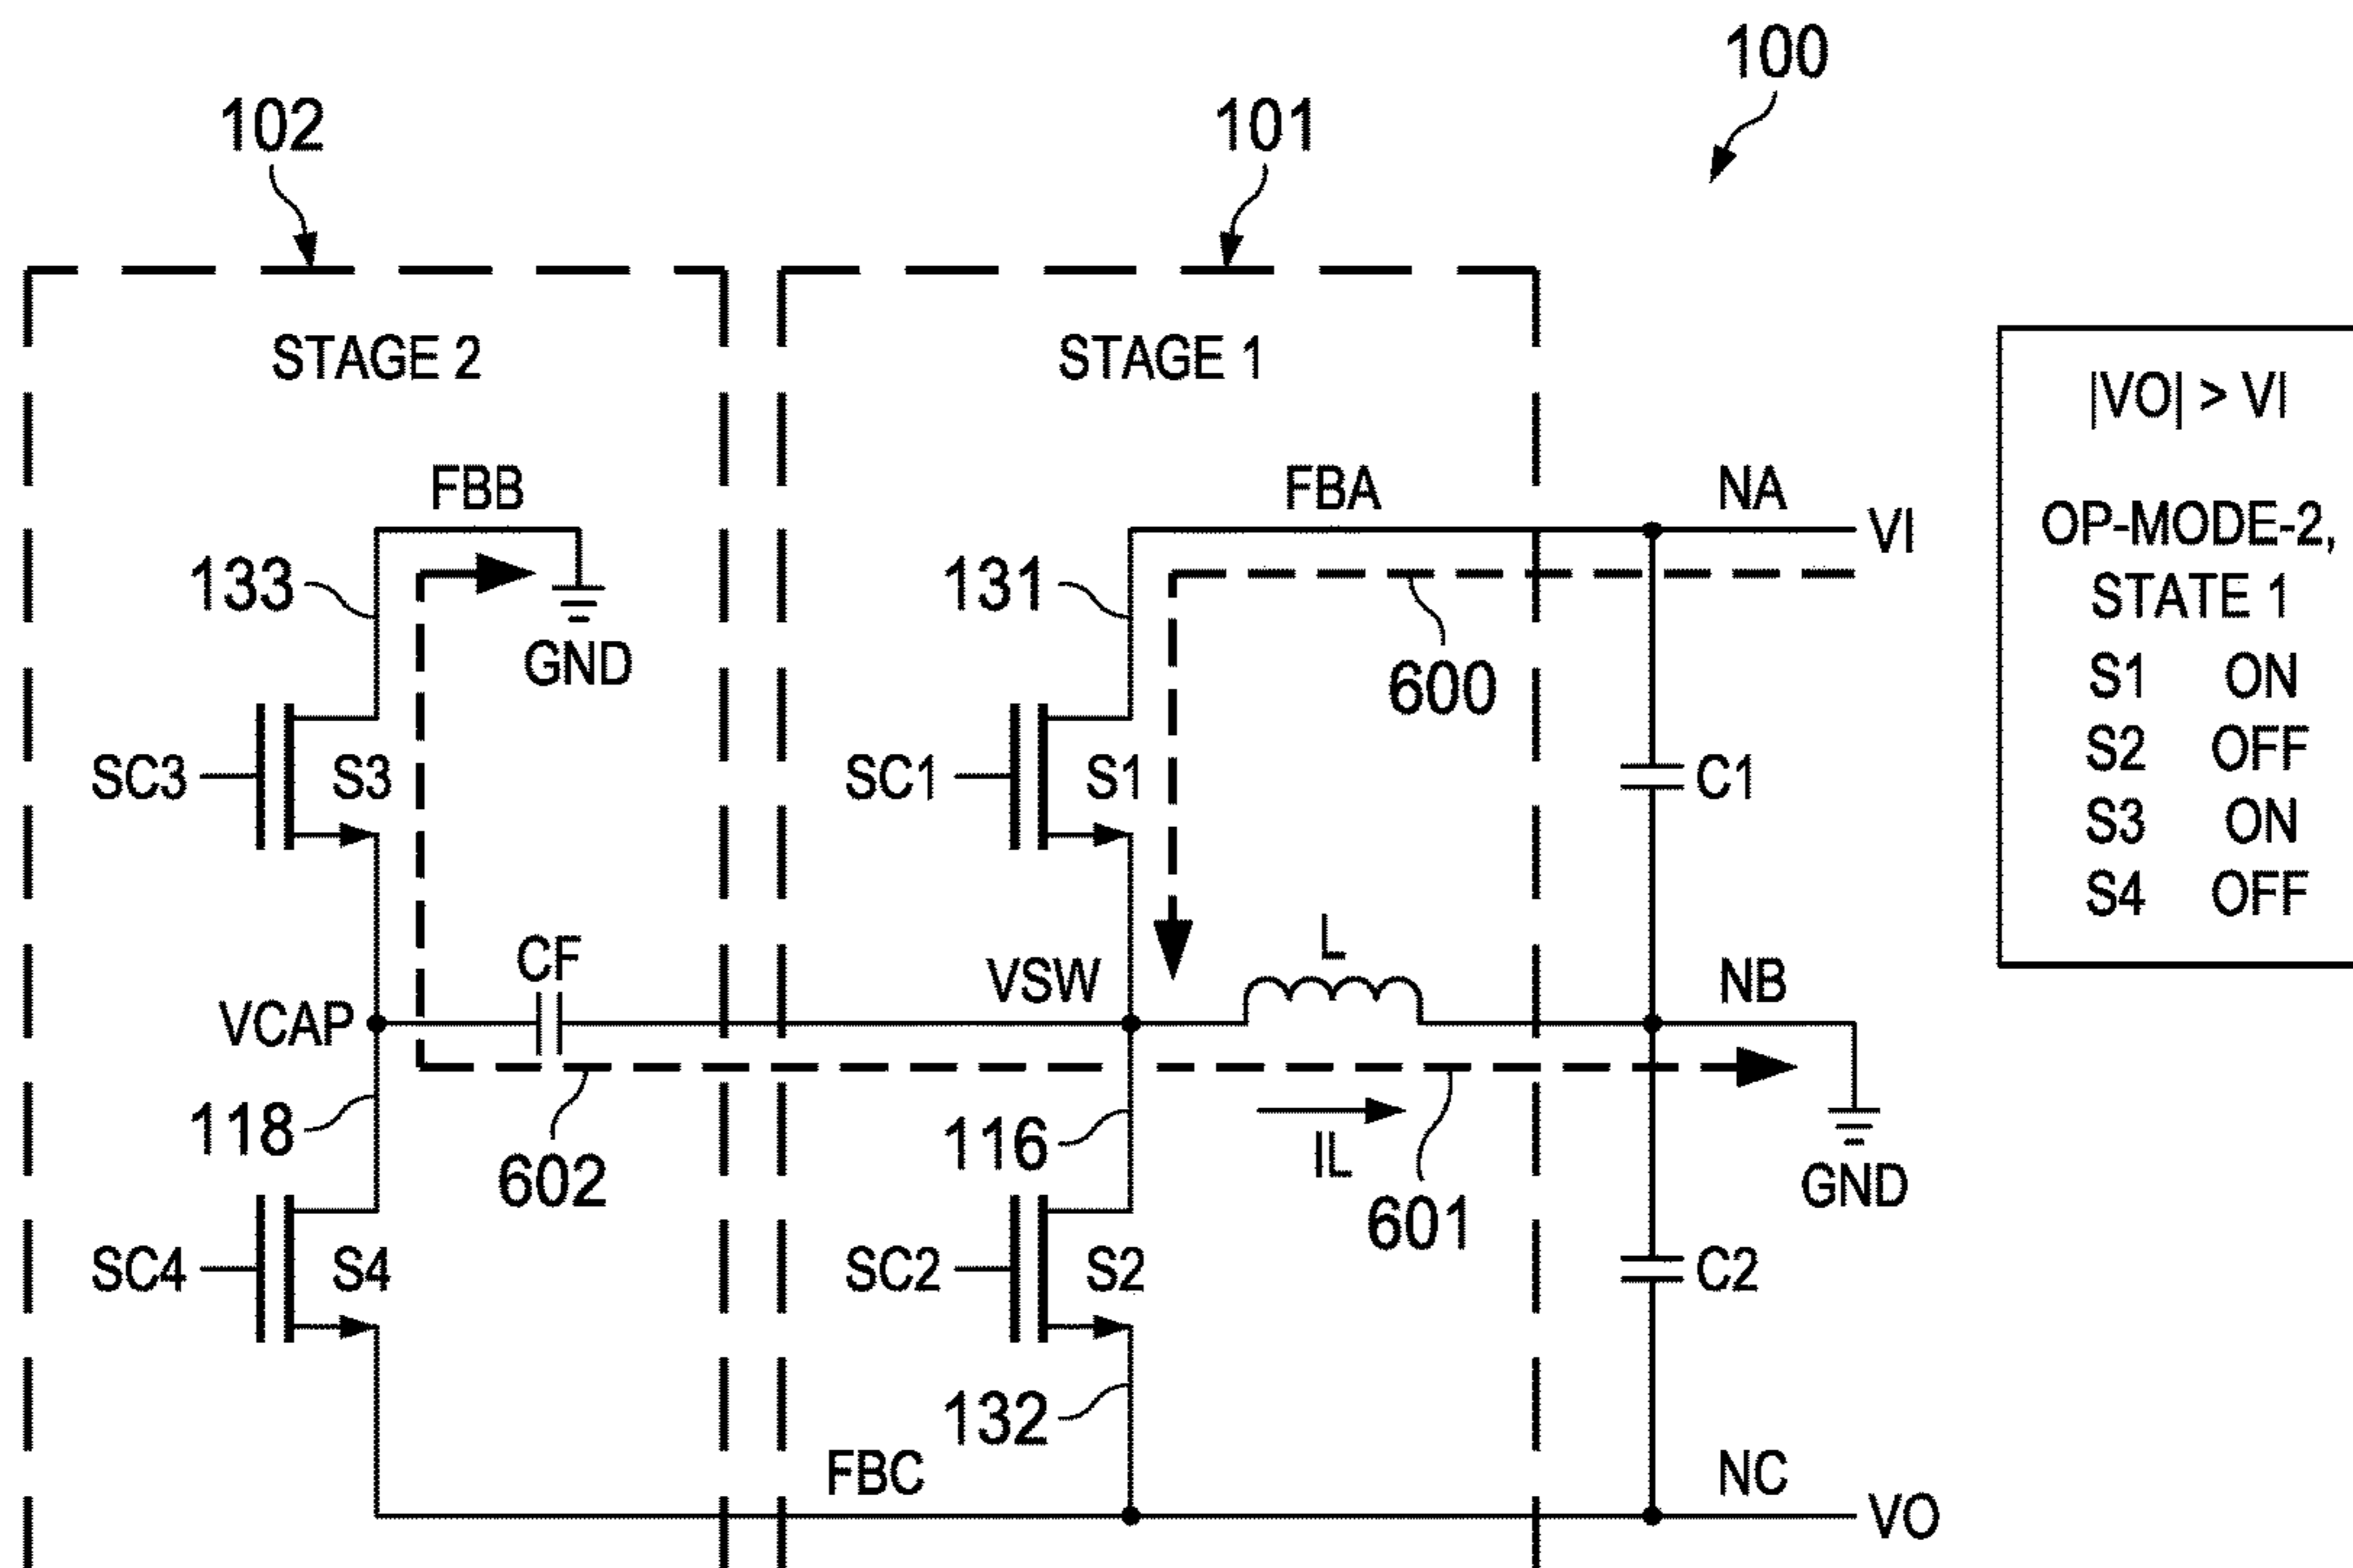 100
102
101
STAGE 2
STAGE 1
|VO| > VI
OP-MODE-2,
STATE 1
S1 ON
S2 OFF
S3 ON
S4 OFF
FBB
FBA
NA
VI
133
131
GND
600
SC3
S3
SC1
S1
C1
CF
VSW
L
NB
VCAP
118
602
116
IL
601
GND
SC4
S4
SC2
S2
C2
132
FBC
NC
VO